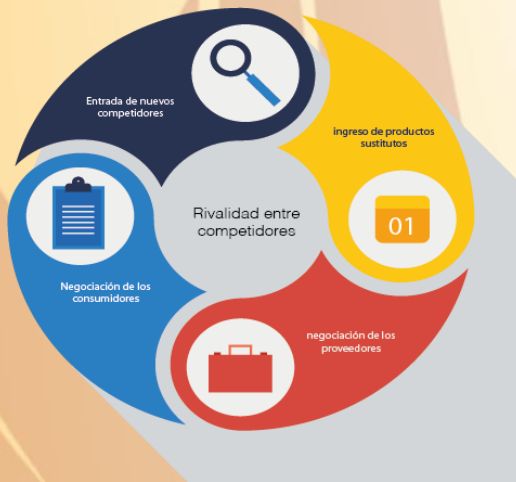 Entrada de nuevos
competidores
ingreso de productos
sustitutos
Rivalidad entre
competidores
01
Negociación de los
consumidores
negociación de los
proveedores